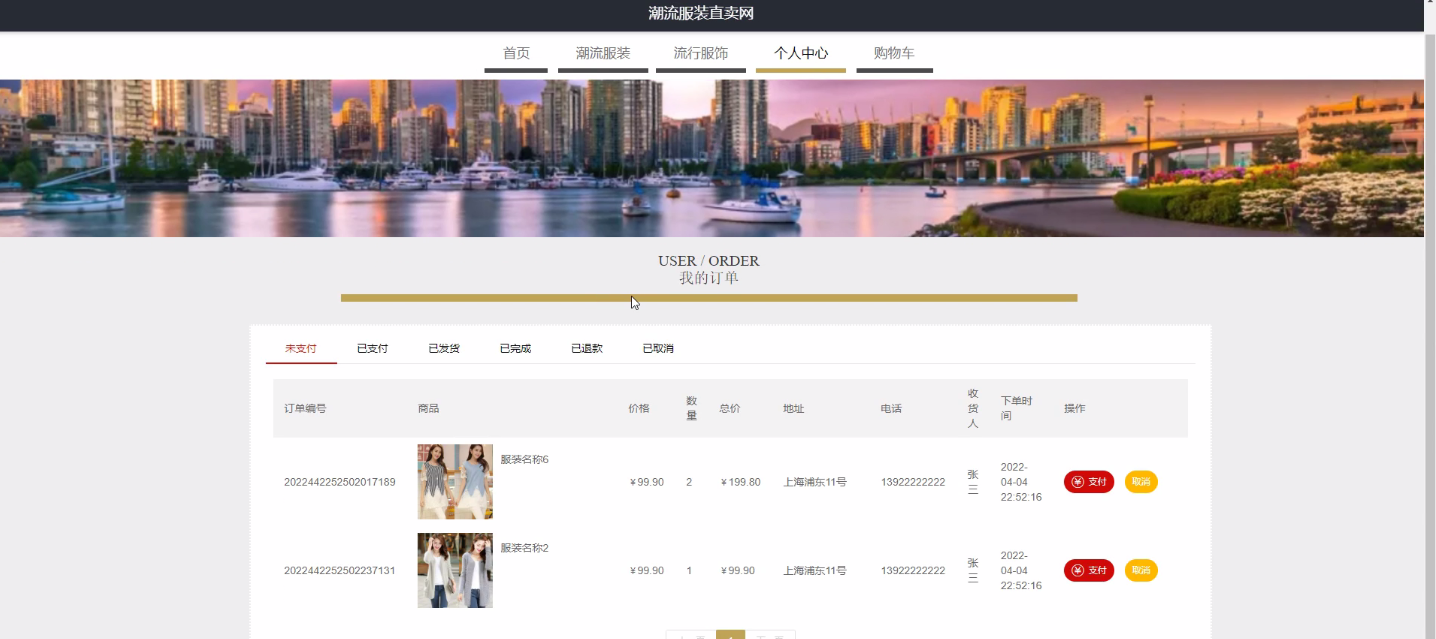 潮流服装直卖网
首页 潮流服装 流行服饰 个人中心 购物车
USER / ORDER
我的订单
未支付 已支付 已发货 已完成 已退款 已取消
订单编号 商品 价格 数量 总价 地址 电话 收货人 下单时间 操作
2022442252502017189 服装名称6 ￥99.90 2 ￥199.80 上海浦东11号 13922222222 张三 2022-04-04 22:52:16 支付 取消
2022442252502237131 服装名称2 ￥99.90 1 ￥99.90 上海浦东11号 13922222222 张三 2022-04-04 22:52:16 支付 取消